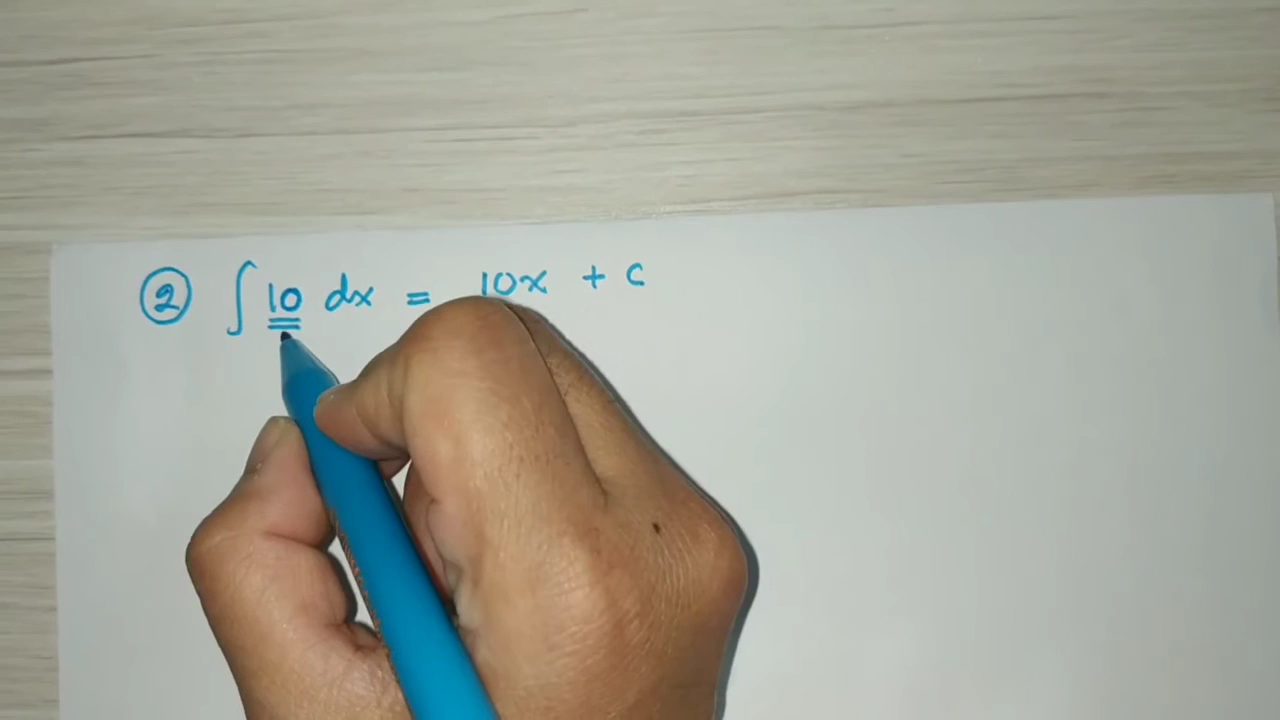 ② ∫ 10 dx = 10x + c